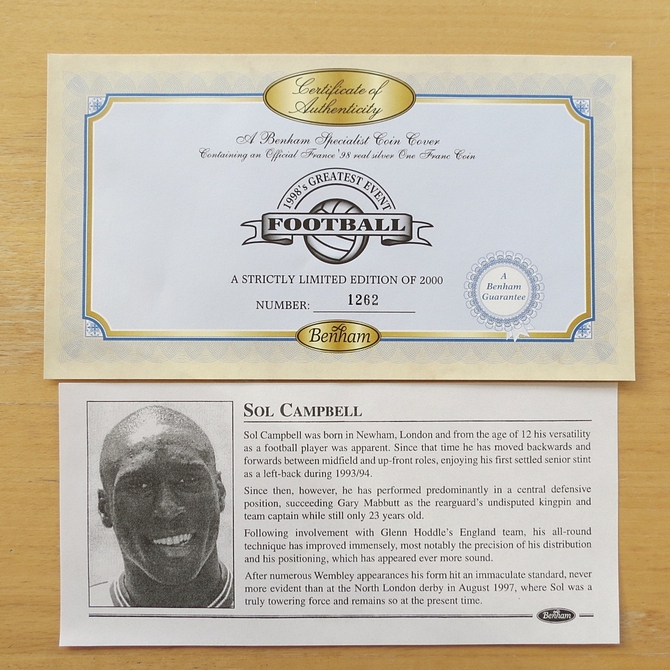 Certificate of
Authenticity
A Benham Specialist Coin Cover
Containing an Official France '98 real silver One Franc Coin
1998's GREATEST EVENT
FOOTBALL
A STRICTLY LIMITED EDITION OF 2000
NUMBER: 1262
A
Benham
Guarantee
Benham
SOL CAMPBELL
Sol Campbell was born in Newham, London and from the age of 12 his versatility
as a football player was apparent. Since that time he has moved backwards and
forwards between midfield and up-front roles, enjoying his first settled senior stint
as a left-back during 1993/94.
Since then, however, he has performed predominantly in a central defensive
position, succeeding Gary Mabbutt as the rearguard's undisputed kingpin and
team captain while still only 23 years old.
Following involvement with Glenn Hoddle's England team, his all-round
technique has improved immensely, most notably the precision of his distribution
and his positioning, which has appeared ever more sound.
After numerous Wembley appearances his form hit an immaculate standard, never
more evident than at the North London derby in August 1997, where Sol was a
truly towering force and remains so at the present time.
Benham